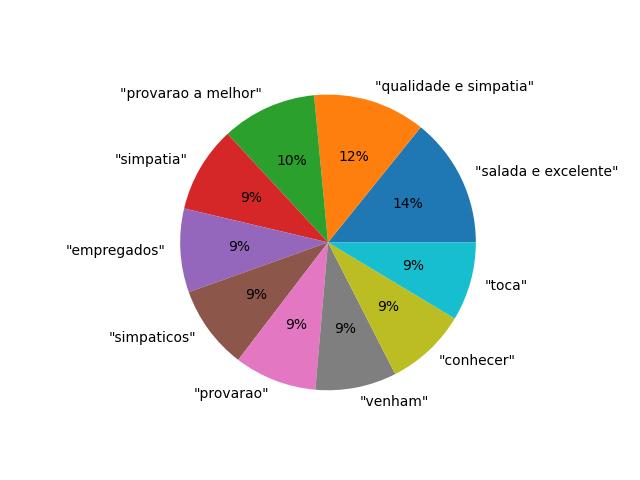 "qualidade e simpatia"
"provarao a melhor"
12%
10%
"simpatia"
"salada e excelente"
9%
14%
"empregados"
9%
9%
"toca"
9%
9%
"simpaticos"
9%
9%
"conhecer"
"provarao"
"venham"